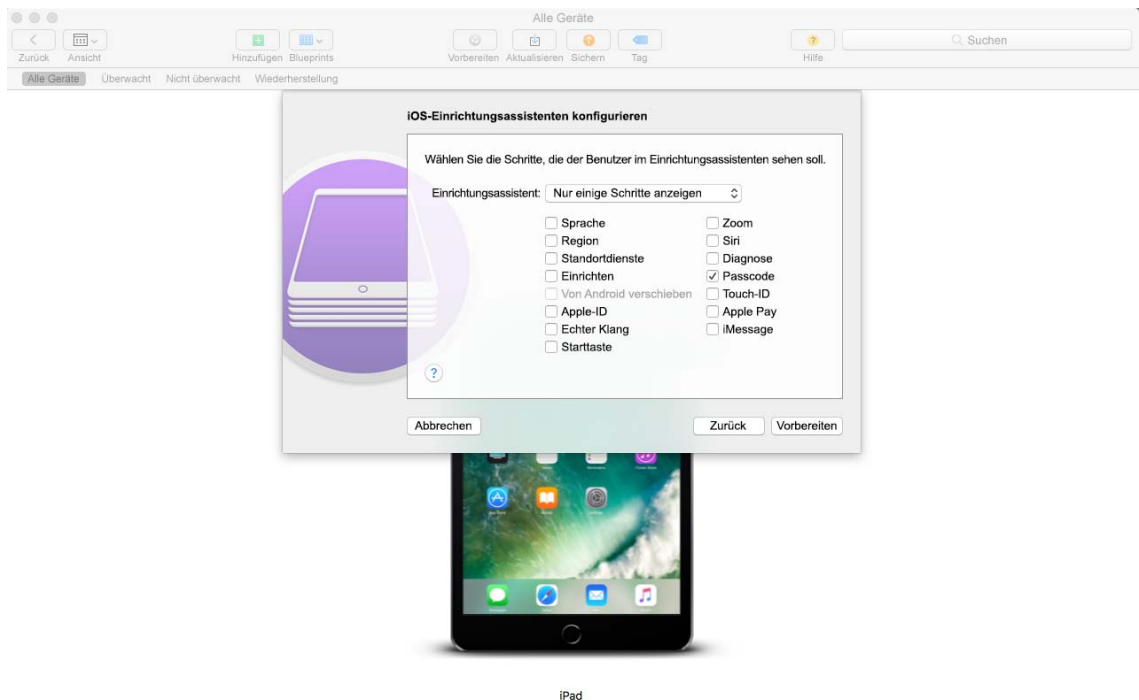 Alle Geräte
Zurück Ansicht Hinzufügen Blueprints Vorbereiten Aktualisieren Sichern Tag Hilfe Suchen
Alle Geräte Überwacht Nicht überwacht Wiederherstellung
iOS-Einrichtungsassistenten konfigurieren
Wählen Sie die Schritte, die der Benutzer im Einrichtungsassistenten sehen soll.
Einrichtungsassistent: Nur einige Schritte anzeigen
Sprache Zoom
Region Siri
Standortdienste Diagnose
Einrichten Passcode
Von Android verschieben Touch-ID
Apple-ID Apple Pay
Echter Klang iMessage
Starttaste
?
Abbrechen Zurück Vorbereiten
iPad